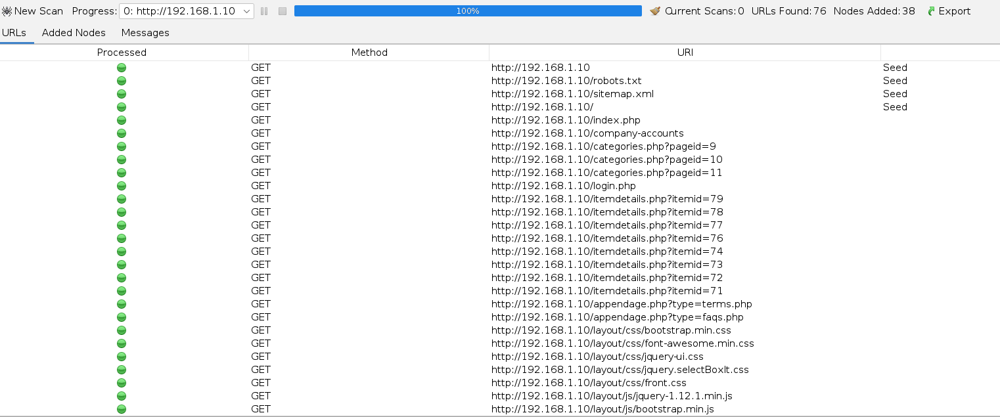 New Scan Progress: 0: http://192.168.1.10 100% Current Scans: 0 URLs Found: 76 Nodes Added: 38 Export
URLs Added Nodes Messages
Processed Method URI
GET http://192.168.1.10 Seed
GET http://192.168.1.10/robots.txt Seed
GET http://192.168.1.10/sitemap.xml Seed
GET http://192.168.1.10/ Seed
GET http://192.168.1.10/index.php
GET http://192.168.1.10/company-accounts
GET http://192.168.1.10/categories.php?pageid=9
GET http://192.168.1.10/categories.php?pageid=10
GET http://192.168.1.10/categories.php?pageid=11
GET http://192.168.1.10/login.php
GET http://192.168.1.10/itemdetails.php?itemid=79
GET http://192.168.1.10/itemdetails.php?itemid=78
GET http://192.168.1.10/itemdetails.php?itemid=77
GET http://192.168.1.10/itemdetails.php?itemid=76
GET http://192.168.1.10/itemdetails.php?itemid=74
GET http://192.168.1.10/itemdetails.php?itemid=73
GET http://192.168.1.10/itemdetails.php?itemid=72
GET http://192.168.1.10/itemdetails.php?itemid=71
GET http://192.168.1.10/appendage.php?type=terms.php
GET http://192.168.1.10/appendage.php?type=faqs.php
GET http://192.168.1.10/layout/css/bootstrap.min.css
GET http://192.168.1.10/layout/css/font-awesome.min.css
GET http://192.168.1.10/layout/css/jquery-ui.css
GET http://192.168.1.10/layout/css/jquery.selectBoxIt.css
GET http://192.168.1.10/layout/css/front.css
GET http://192.168.1.10/layout/js/jquery-1.12.1.min.js
GET http://192.168.1.10/layout/js/bootstrap.min.js